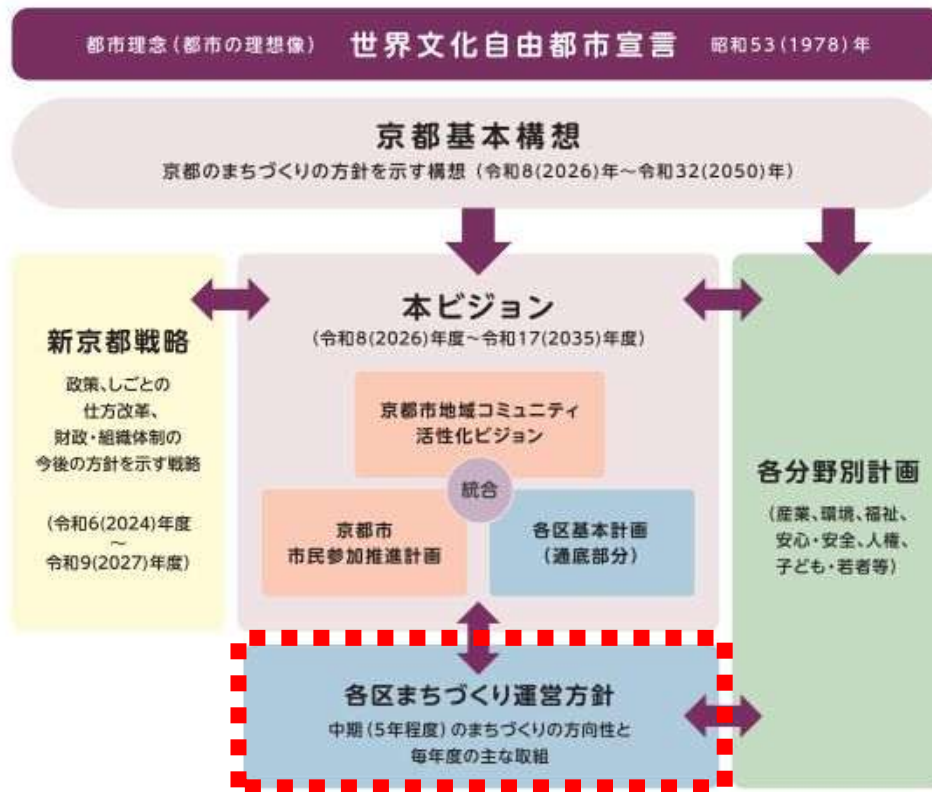 都市理念(都市の理想像) 世界文化自由都市宣言 昭和53(1978)年
京都基本構想
京都のまちづくりの方針を示す構想 (令和8(2026)年～令和32(2050)年)
新京都戦略
政策、しごとの
仕方改革、
財政・組織体制の
今後の方針を示す戦略
(令和6(2024)年度
～
令和9(2027)年度)
本ビジョン
(令和8(2026)年度～令和17(2035)年度)
京都市地域コミュニティ
活性化ビジョン
統合
京都市
市民参加推進計画
各区基本計画
(通底部分)
各分野別計画
(産業、環境、福祉、
安心・安全、人権、
子ども・若者等)
各区まちづくり運営方針
中期(5年程度)のまちづくりの方向性と
毎年度の主な取組